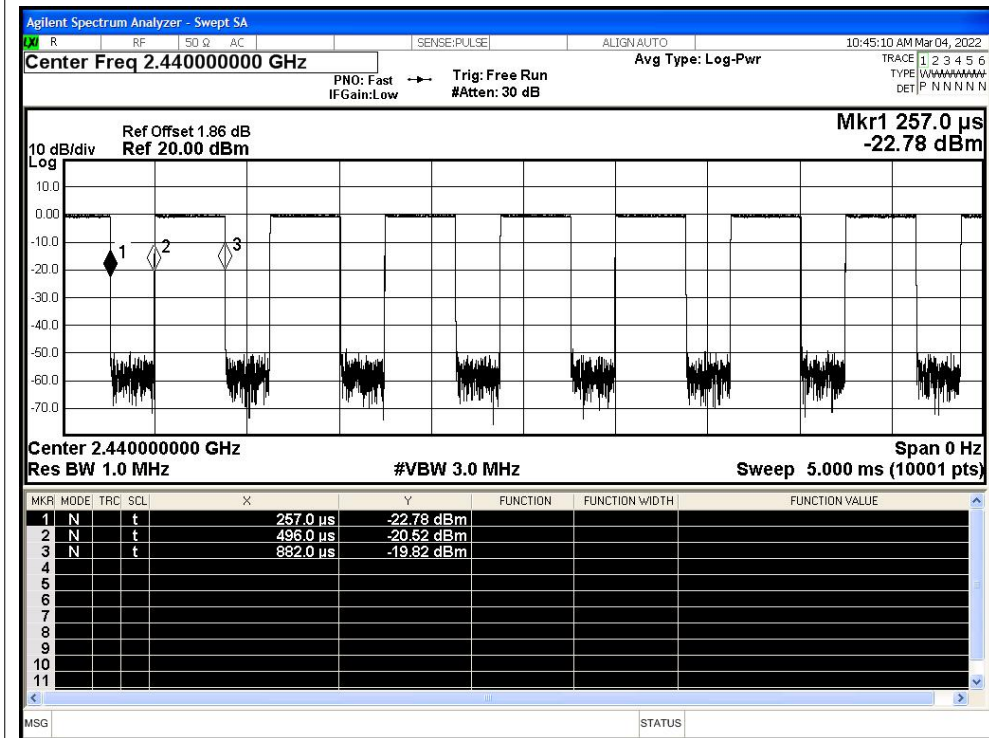 Agilent Spectrum Analyzer - Swept SA
LXI R RF 50 Ω AC SENSE:PULSE ALIGN AUTO 10:45:10 AM Mar 04, 2022
Center Freq 2.440000000 GHz
PNO: Fast
IFGain:Low
Trig: Free Run
#Atten: 30 dB
Avg Type: Log-Pwr
TRACE 1 2 3 4 5 6
TYPE
DET P N N N N N
Mkr1 257.0 µs
-22.78 dBm
Ref Offset 1.86 dB
10 dB/div Ref 20.00 dBm
Log
10.0
0.00
-10.0
-20.0
-30.0
-40.0
-50.0
-60.0
-70.0
1 2 3
Center 2.440000000 GHz Span 0 Hz
Res BW 1.0 MHz #VBW 3.0 MHz Sweep 5.000 ms (10001 pts)
MKR MODE TRC SCL X Y FUNCTION FUNCTION WIDTH FUNCTION VALUE
1 N t 257.0 µs -22.78 dBm
2 N t 496.0 µs -20.52 dBm
3 N t 882.0 µs -19.82 dBm
4
5
6
7
8
9
10
11
MSG STATUS